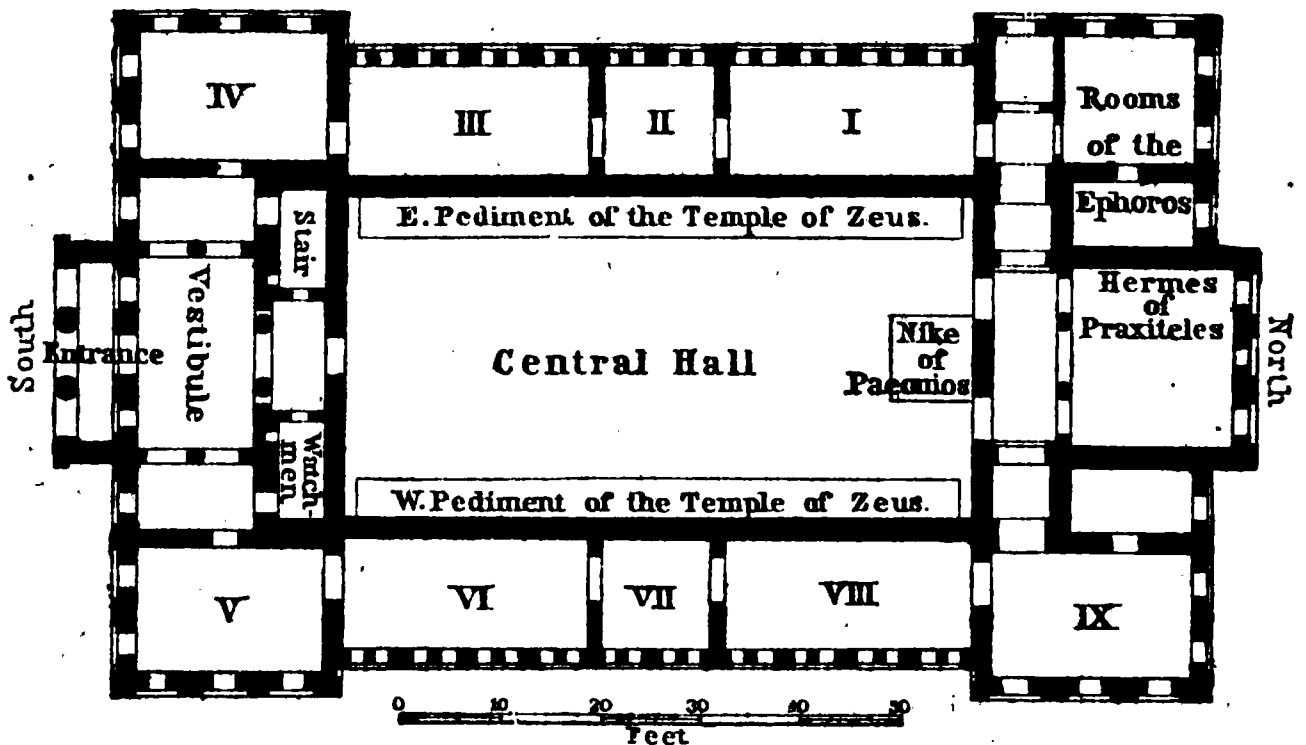 IV
III
II
I
Rooms
of the
Ephoros
E. Pediment of the Temple of Zeus.
Stair
Vestibule
South
Entrance
Central Hall
Nike
of
Paeonios
Hermes
of
Praxiteles
North
Watch-
men
W. Pediment of the Temple of Zeus.
V
VI
VII
VIII
IX
0 10 20 30 40 50
Feet